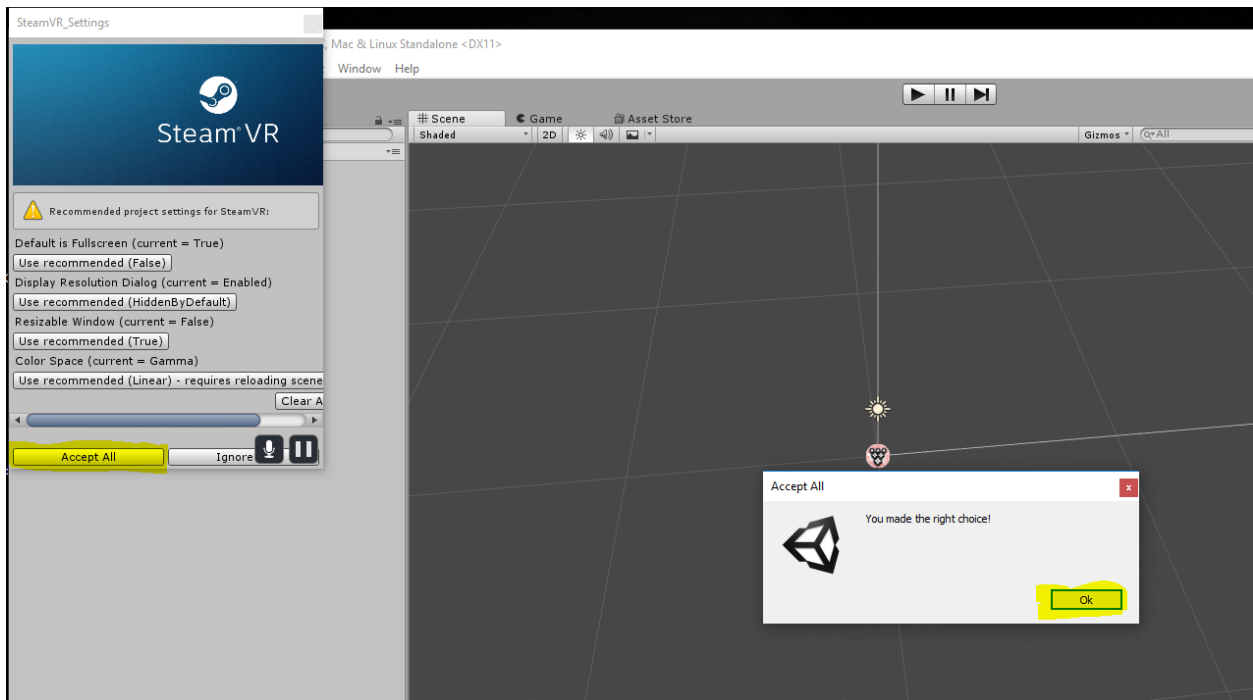 SteamVR_Settings
, Mac & Linux Standalone <DX11>
Window Help
Steam®VR
Recommended project settings for SteamVR:
Default is Fullscreen (current = True)
Use recommended (False)
Display Resolution Dialog (current = Enabled)
Use recommended (HiddenByDefault)
Resizable Window (current = False)
Use recommended (True)
Color Space (current = Gamma)
Use recommended (Linear) - requires reloading scene
Clear A
Accept All
Ignore
Scene Game Asset Store
Shaded 2D Gizmos All
Accept All
x
You made the right choice!
Ok